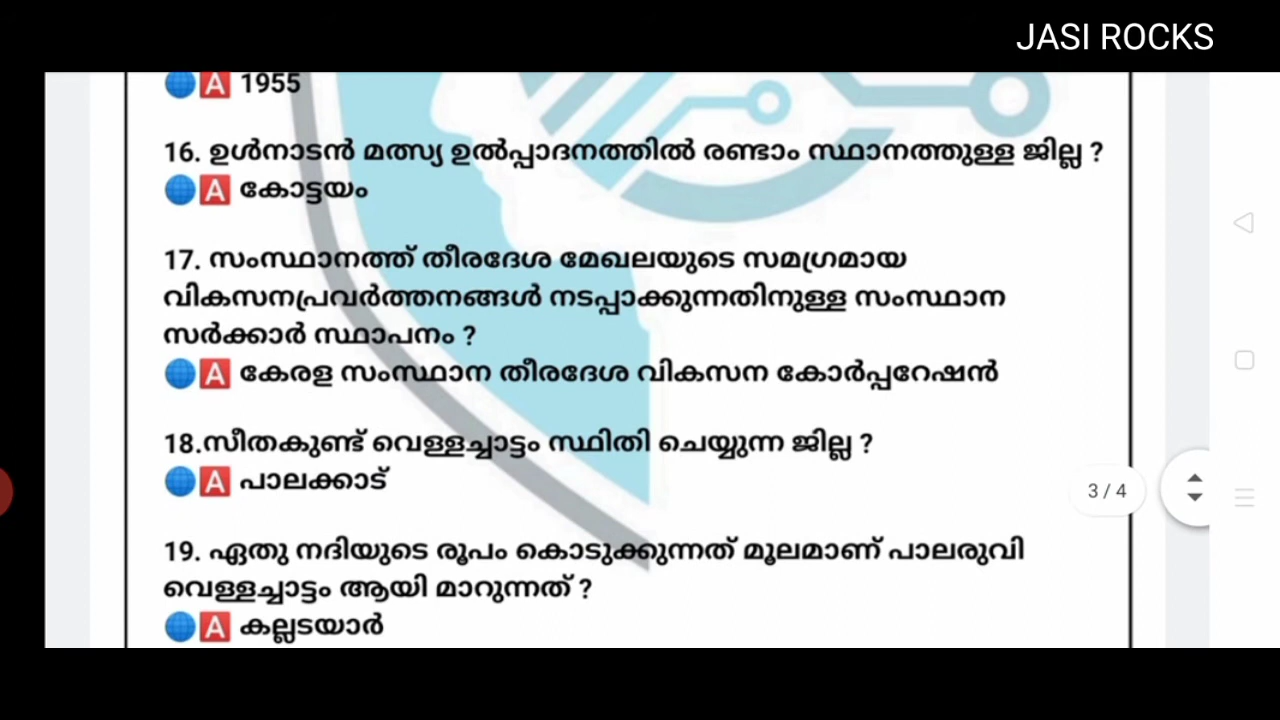 JASI ROCKS
🔵🅰 1955
16. ഉൾനാടൻ മത്സ്യ ഉൽപ്പാദനത്തിൽ രണ്ടാം സ്ഥാനത്തുള്ള ജില്ല ?
🔵🅰 കോട്ടയം
17. സംസ്ഥാനത്ത് തീരദേശ മേഖലയുടെ സമഗ്രമായ
വികസനപ്രവർത്തനങ്ങൾ നടപ്പാക്കുന്നതിനുള്ള സംസ്ഥാന
സർക്കാർ സ്ഥാപനം ?
🔵🅰 കേരള സംസ്ഥാന തീരദേശ വികസന കോർപ്പറേഷൻ
18.സീതകുണ്ട് വെള്ളച്ചാട്ടം സ്ഥിതി ചെയ്യുന്ന ജില്ല ?
🔵🅰 പാലക്കാട്
3 / 4
19. ഏതു നദിയുടെ രൂപം കൊടുക്കുന്നത് മൂലമാണ് പാലരുവി
വെള്ളച്ചാട്ടം ആയി മാറുന്നത് ?
🔵🅰 കല്ലടയാർ